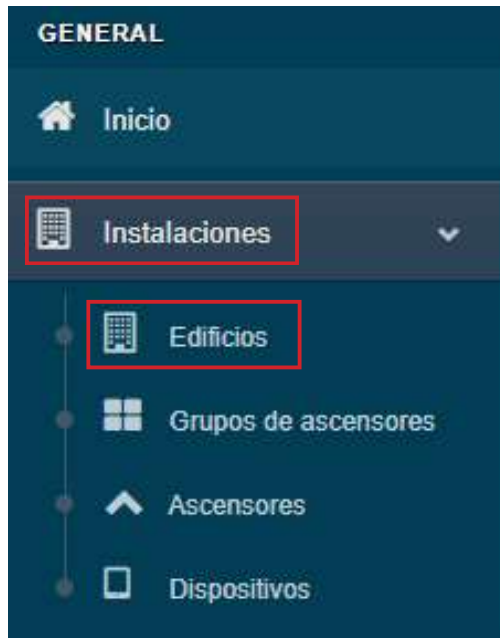 GENERAL
Inicio
Instalaciones
Edificios
Grupos de ascensores
Ascensores
Dispositivos